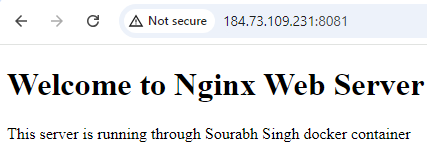 Not secure 184.73.109.231:8081
Welcome to Nginx Web Server
This server is running through Sourabh Singh docker container